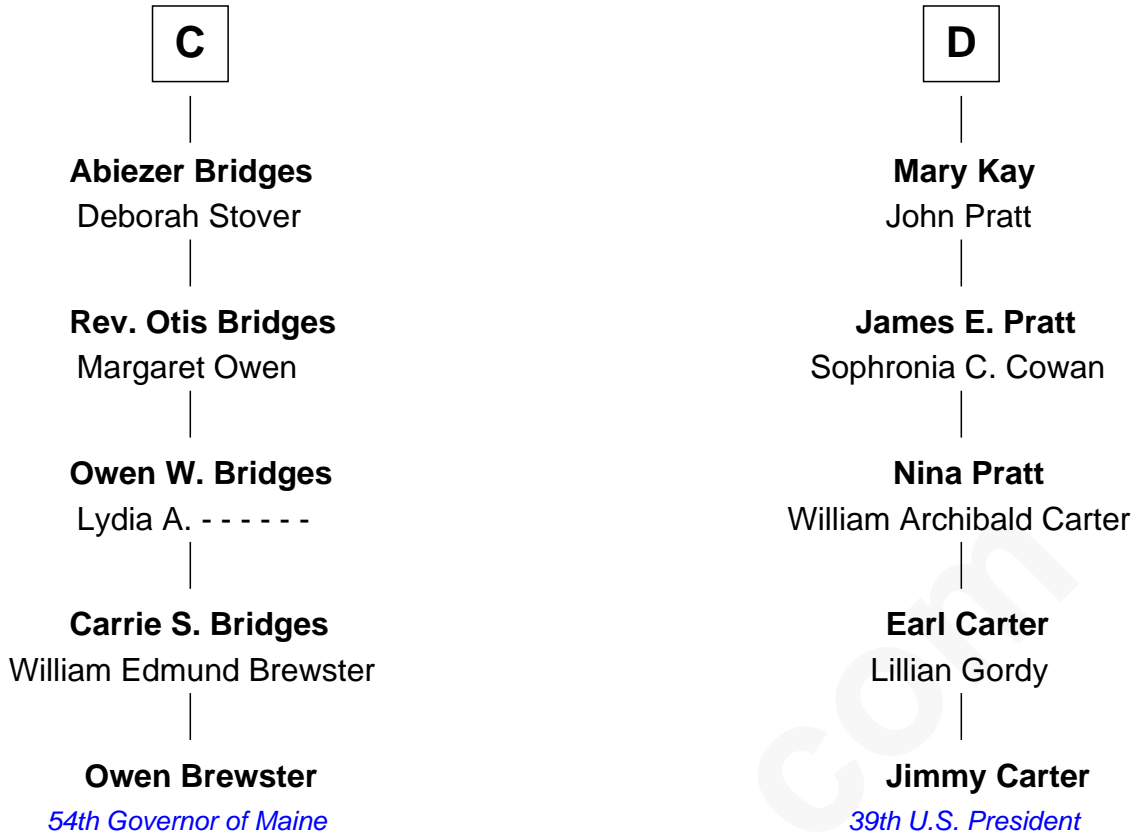 C
Abiezer Bridges
Deborah Stover
Rev. Otis Bridges
Margaret Owen
Owen W. Bridges
Lydia A. - - - - - -
Carrie S. Bridges
William Edmund Brewster
Owen Brewster
54th Governor of Maine
D
Mary Kay
John Pratt
James E. Pratt
Sophronia C. Cowan
Nina Pratt
William Archibald Carter
Earl Carter
Lillian Gordy
Jimmy Carter
39th U.S. President
com